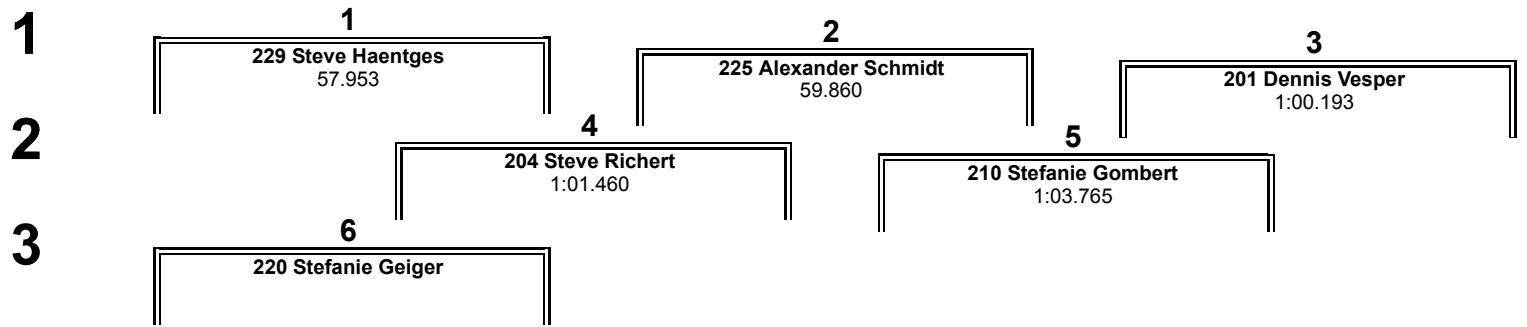 1
1
229 Steve Haentges
57.953
2
225 Alexander Schmidt
59.860
3
201 Dennis Vesper
1:00.193
2
4
204 Steve Richert
1:01.460
5
210 Stefanie Gombert
1:03.765
3
6
220 Stefanie Geiger